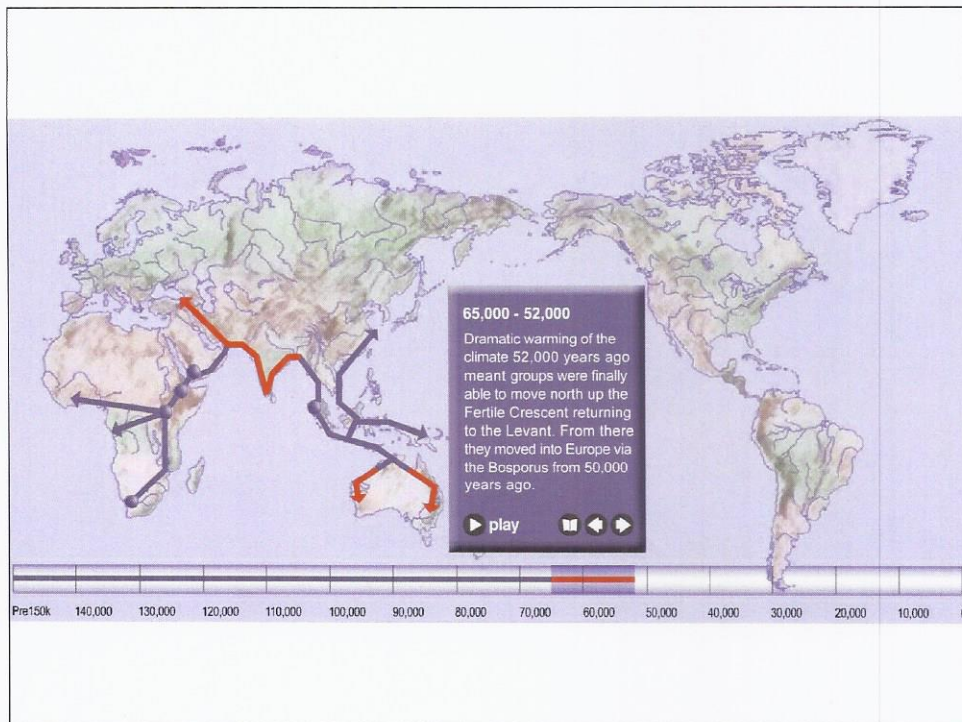 65,000 - 52,000
Dramatic warming of the
climate 52,000 years ago
meant groups were finally
able to move north up the
Fertile Crescent returning
to the Levant. From there
they moved into Europe via
the Bosporus from 50,000
years ago.
play
Pre150k 140,000 130,000 120,000 110,000 100,000 90,000 80,000 70,000 60,000 50,000 40,000 30,000 20,000 10,000